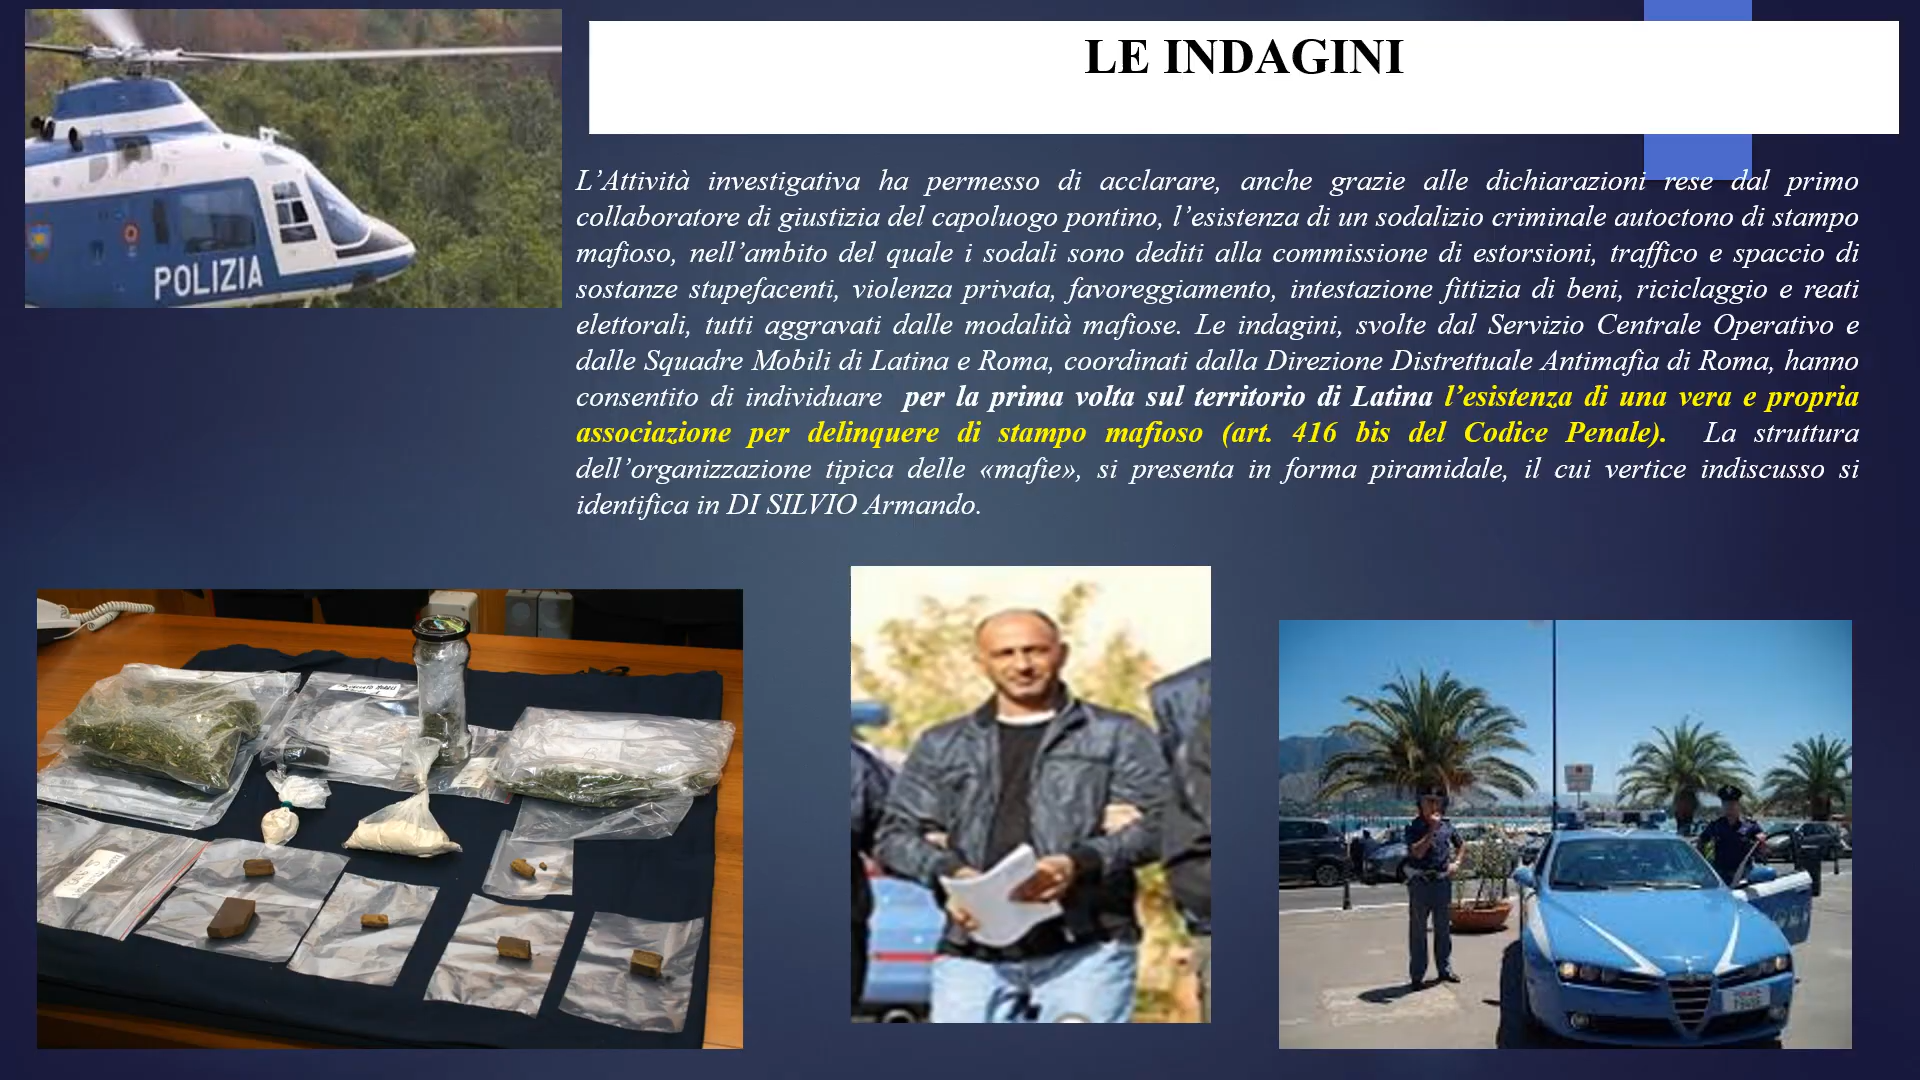 LE INDAGINI
L’Attività investigativa ha permesso di acclarare, anche grazie alle dichiarazioni rese dal primo
collaboratore di giustizia del capoluogo pontino, l’esistenza di un sodalizio criminale autoctono di stampo
mafioso, nell’ambito del quale i sodali sono dediti alla commissione di estorsioni, traffico e spaccio di
sostanze stupefacenti, violenza privata, favoreggiamento, intestazione fittizia di beni, riciclaggio e reati
elettorali, tutti aggravati dalle modalità mafiose. Le indagini, svolte dal Servizio Centrale Operativo e
dalle Squadre Mobili di Latina e Roma, coordinati dalla Direzione Distrettuale Antimafia di Roma, hanno
consentito di individuare per la prima volta sul territorio di Latina l’esistenza di una vera e propria
associazione per delinquere di stampo mafioso (art. 416 bis del Codice Penale). La struttura
dell’organizzazione tipica delle «mafie», si presenta in forma piramidale, il cui vertice indiscusso si
identifica in DI SILVIO Armando.
POLIZIA